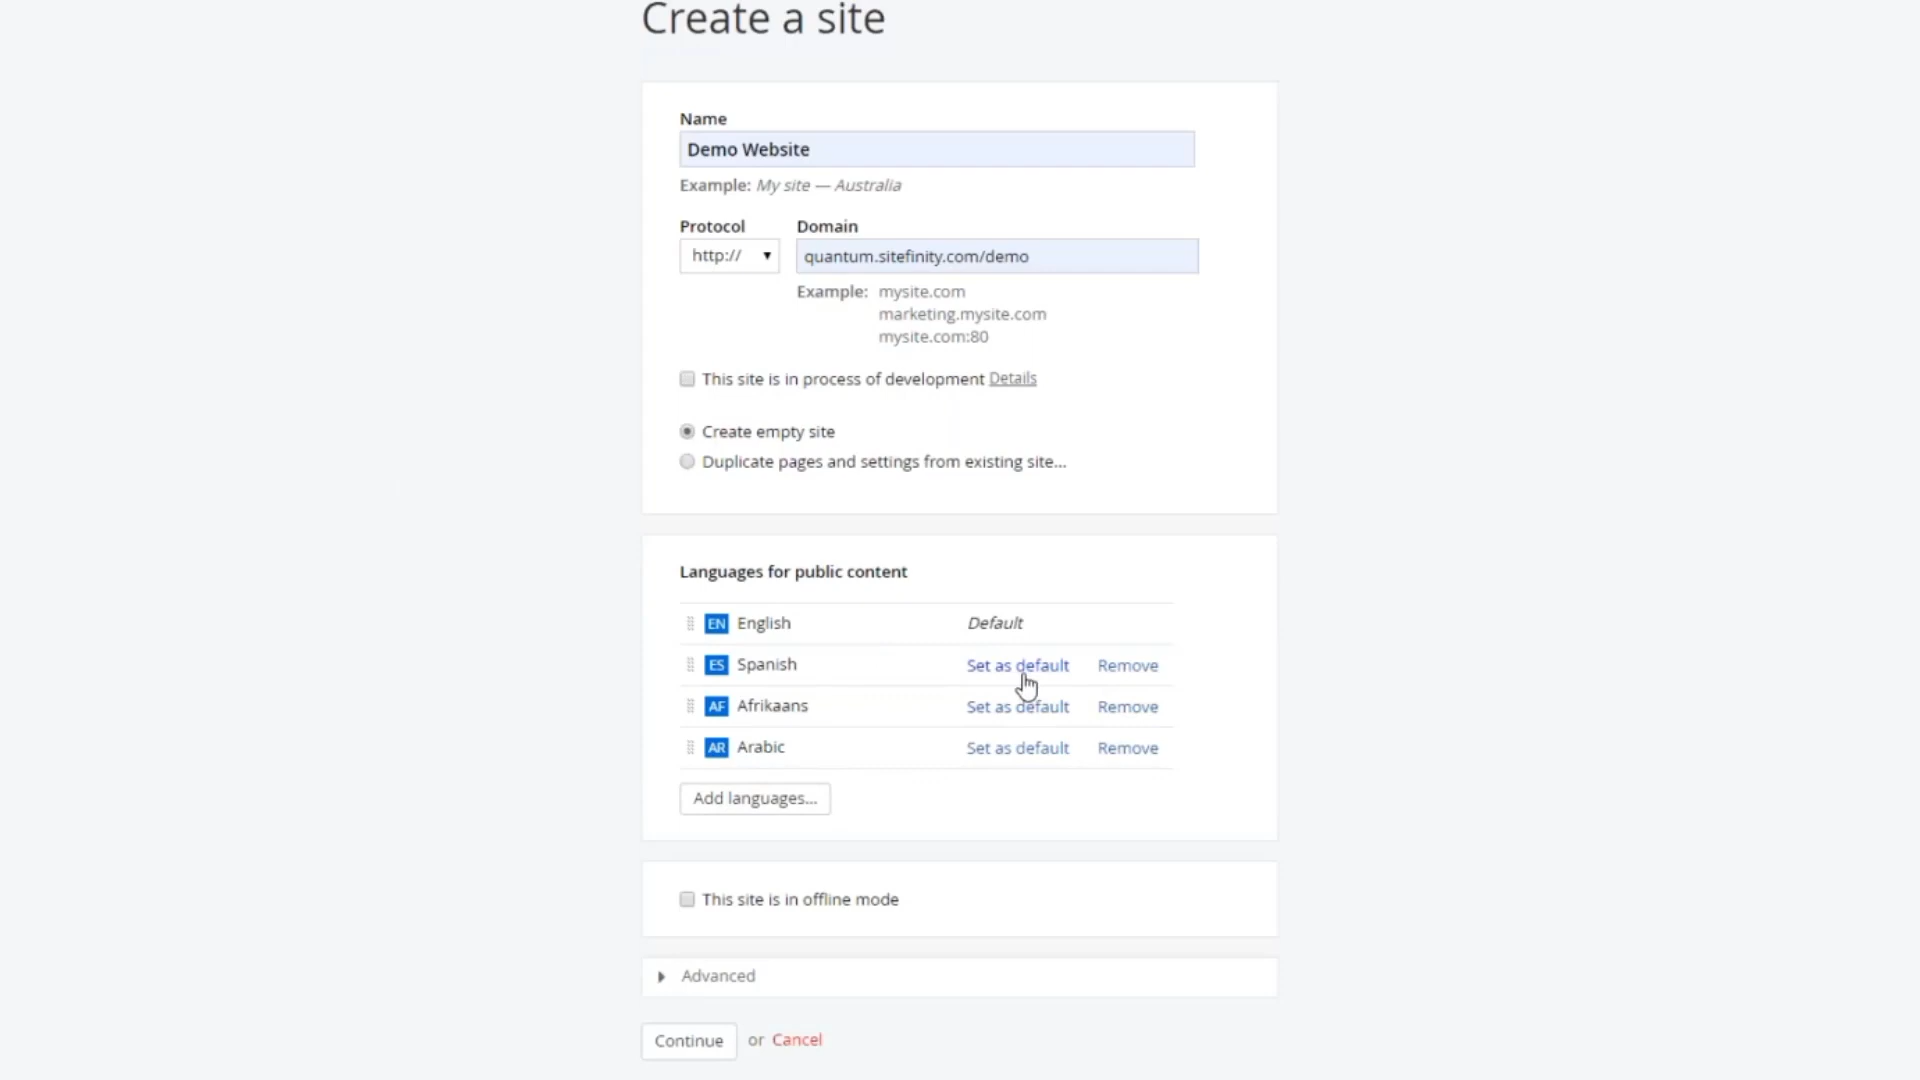 Create a site
Name
Demo Website
Example: My site — Australia
Protocol Domain
http:// quantum.sitefinity.com/demo
Example: mysite.com
marketing.mysite.com
mysite.com:80
This site is in process of development Details
Create empty site
Duplicate pages and settings from existing site...
Languages for public content
EN English Default
ES Spanish Set as default Remove
AF Afrikaans Set as default Remove
AR Arabic Set as default Remove
Add languages...
This site is in offline mode
Advanced
Continue or Cancel